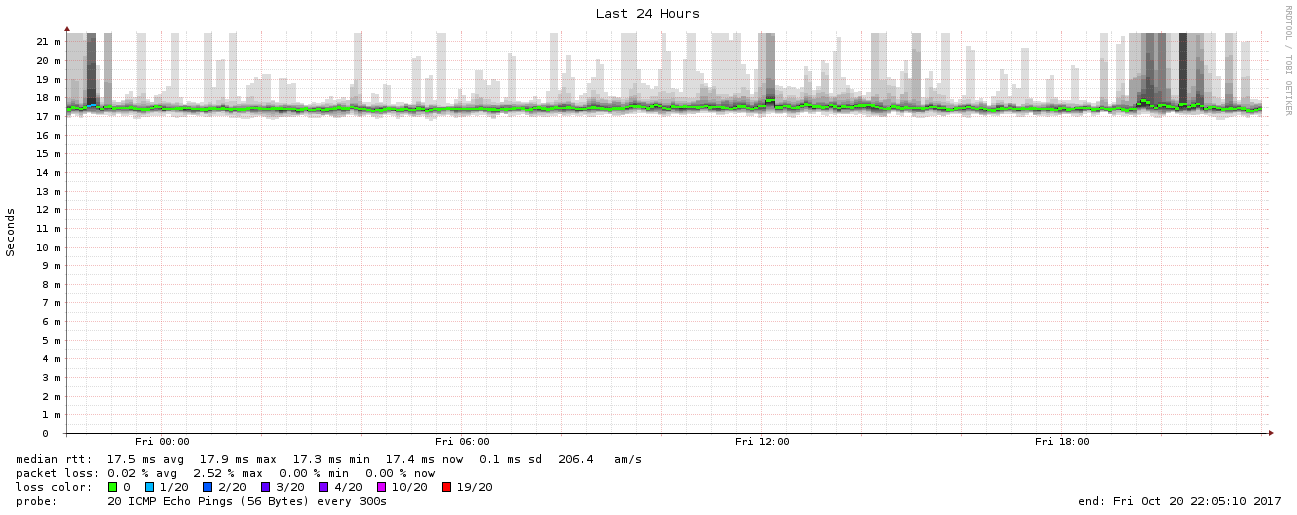 Last 24 Hours
RRDTOOL / TOBI OETIKER
Seconds
21 m
20 m
19 m
18 m
17 m
16 m
15 m
14 m
13 m
12 m
11 m
10 m
9 m
8 m
7 m
6 m
5 m
4 m
3 m
2 m
1 m
0
Fri 00:00 Fri 06:00 Fri 12:00 Fri 18:00
median rtt: 17.5 ms avg 17.9 ms max 17.3 ms min 17.4 ms now 0.1 ms sd 206.4 am/s
packet loss: 0.02 % avg 2.52 % max 0.00 % min 0.00 % now
loss color: 0 1/20 2/20 3/20 4/20 10/20 19/20
probe: 20 ICMP Echo Pings (56 Bytes) every 300s end: Fri Oct 20 22:05:10 2017